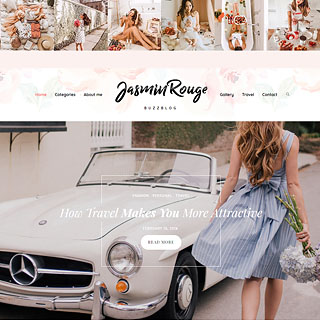 Home Categories About me
JasminRouge
BUZZBLOG
Gallery Travel Contact
How Travel Makes You More Attractive
READ MORE